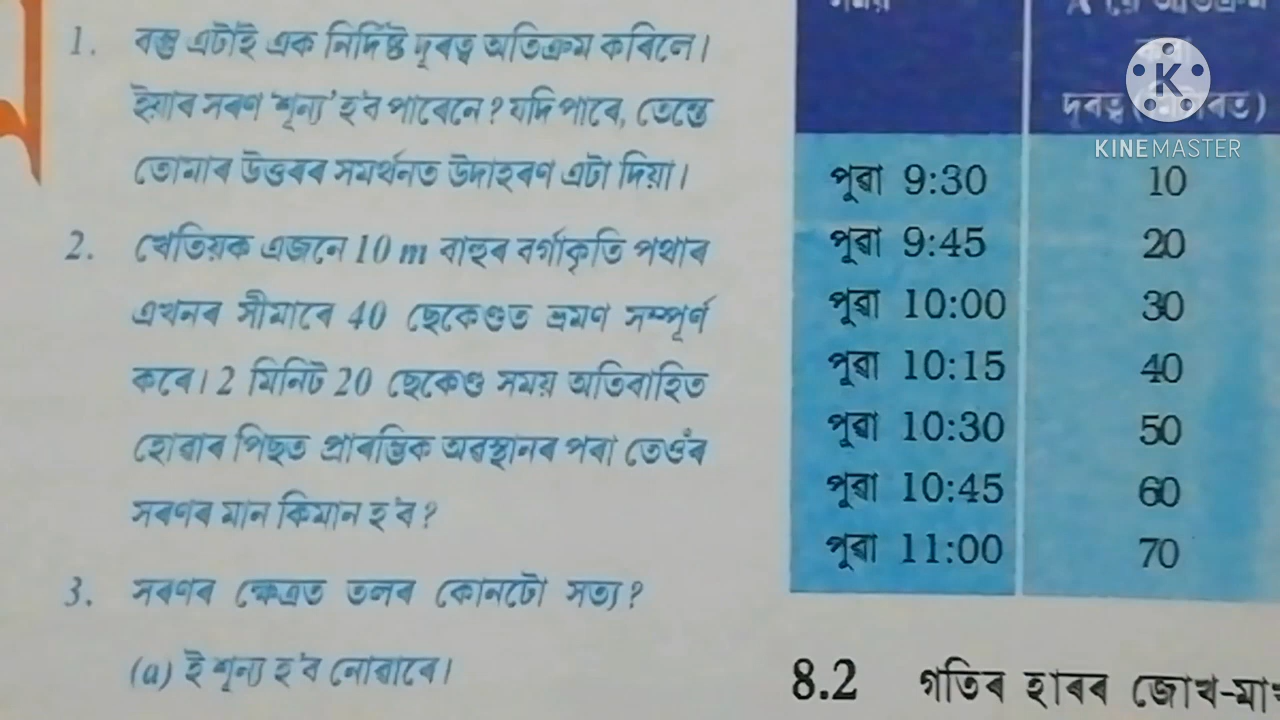 1. বস্তু এটাই এক নিৰ্দিষ্ট দূৰত্ব অতিক্ৰম কৰিলে।
ইয়াৰ সৰণ 'শূন্য' হ'ব পাৰেনে? যদি পাৰে, তেন্তে
তোমাৰ উত্তৰৰ সমৰ্থনত উদাহৰণ এটা দিয়া।
2. খেতিয়ক এজনে 10 m বাহুৰ বৰ্গাকৃতি পথাৰ
এখনৰ সীমাৰে 40 ছেকেণ্ডত ভ্ৰমণ সম্পূৰ্ণ
কৰে। 2 মিনিট 20 ছেকেণ্ড সময় অতিবাহিত
হোৱাৰ পিছত প্ৰাৰম্ভিক অৱস্থানৰ পৰা তেওঁৰ
সৰণৰ মান কিমান হ'ব?
3. সৰণৰ ক্ষেত্ৰত তলৰ কোনটো সত্য?
(a) ই শূন্য হ'ব নোৱাৰে।
সময়
দূৰত্ব
K
KINEMASTER
পুৱা 9:30 10
পুৱা 9:45 20
পুৱা 10:00 30
পুৱা 10:15 40
পুৱা 10:30 50
পুৱা 10:45 60
পুৱা 11:00 70
8.2 গতিৰ হাৰৰ